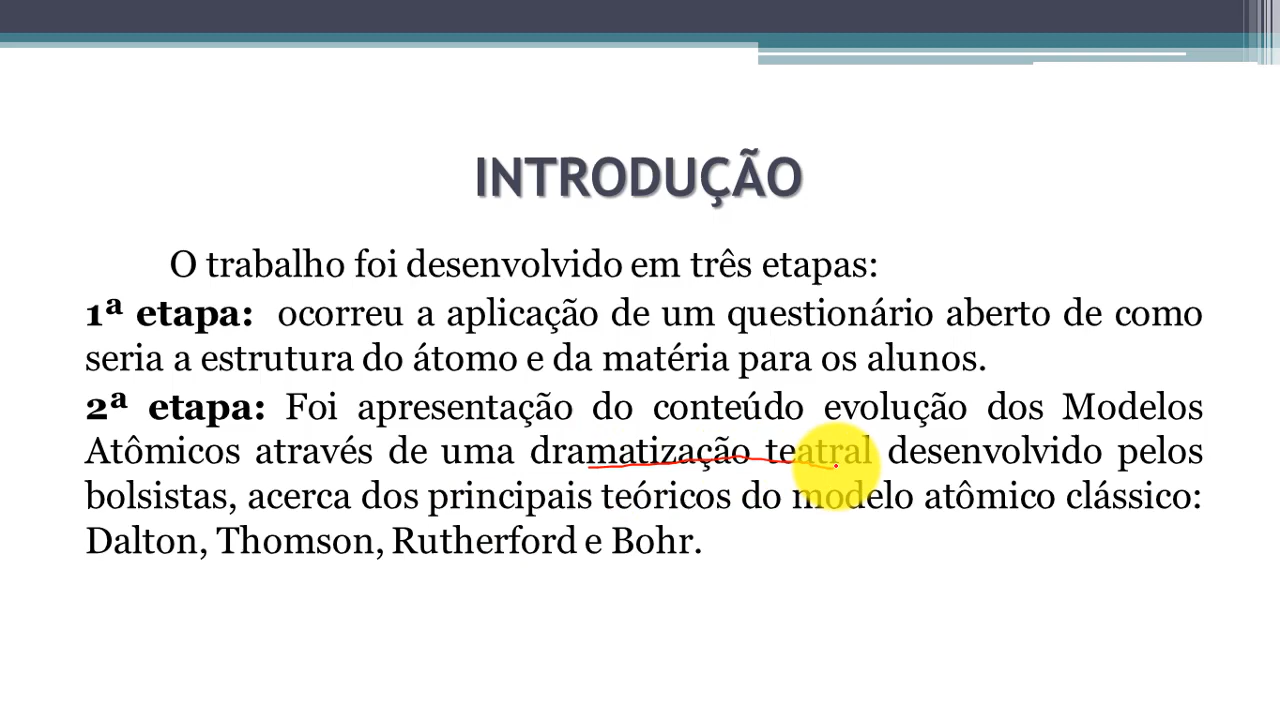 INTRODUÇÃO
O trabalho foi desenvolvido em três etapas:
1ª etapa: ocorreu a aplicação de um questionário aberto de como
seria a estrutura do átomo e da matéria para os alunos.
2ª etapa: Foi apresentação do conteúdo evolução dos Modelos
Atômicos através de uma dramatização teatral desenvolvido pelos
bolsistas, acerca dos principais teóricos do modelo atômico clássico:
Dalton, Thomson, Rutherford e Bohr.